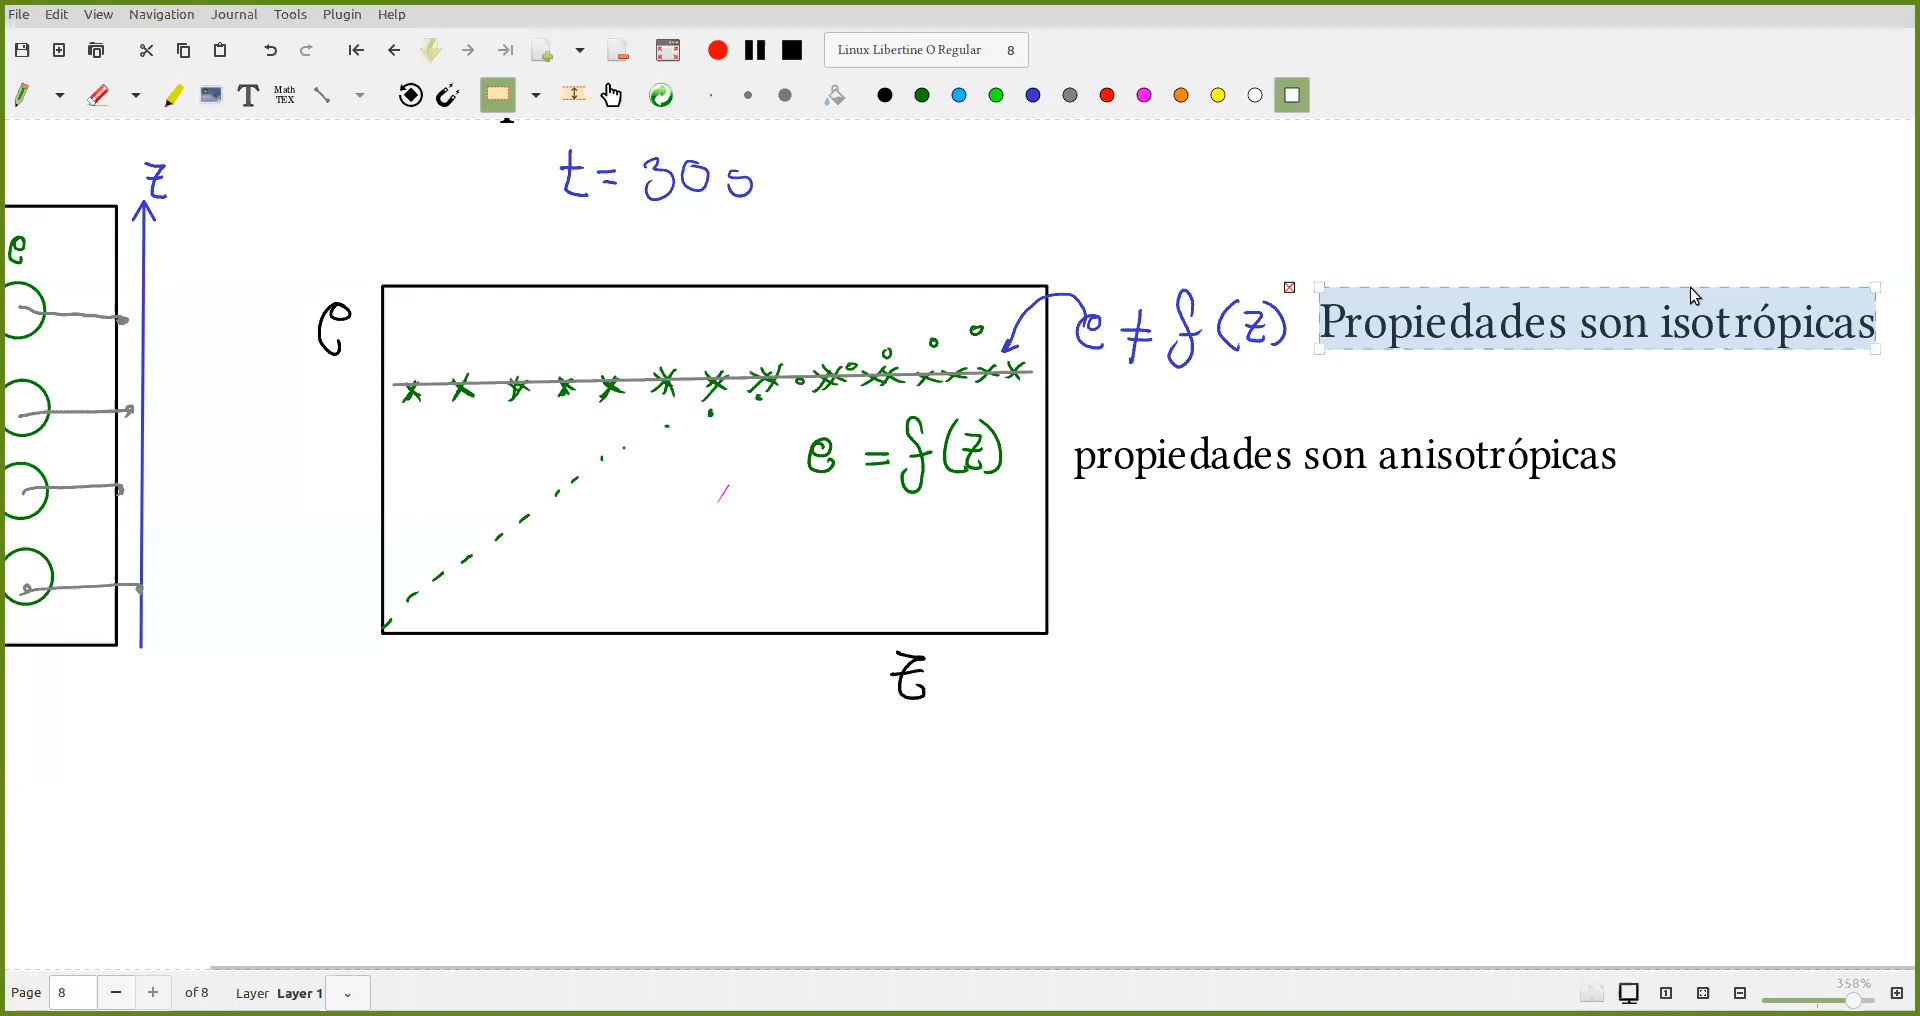 File Edit View Navigation Journal Tools Plugin Help
Linux Libertine O Regular 8
Math TEX
t = 30 s
z
e
e
e ≠ f(z) Propiedades son isotrópicas
e = f(z) propiedades son anisotrópicas
z
Page 8 of 8 Layer Layer 1 358%